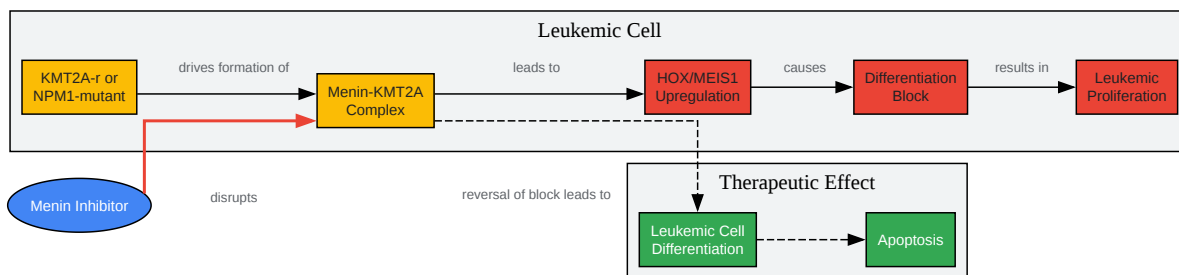 Leukemic Cell
KMT2A-r or
NPM1-mutant
drives formation of
Menin-KMT2A
Complex
leads to
HOX/MEIS1
Upregulation
causes
Differentiation
Block
results in
Leukemic
Proliferation
Menin Inhibitor
disrupts
reversal of block leads to
Therapeutic Effect
Leukemic Cell
Differentiation
Apoptosis